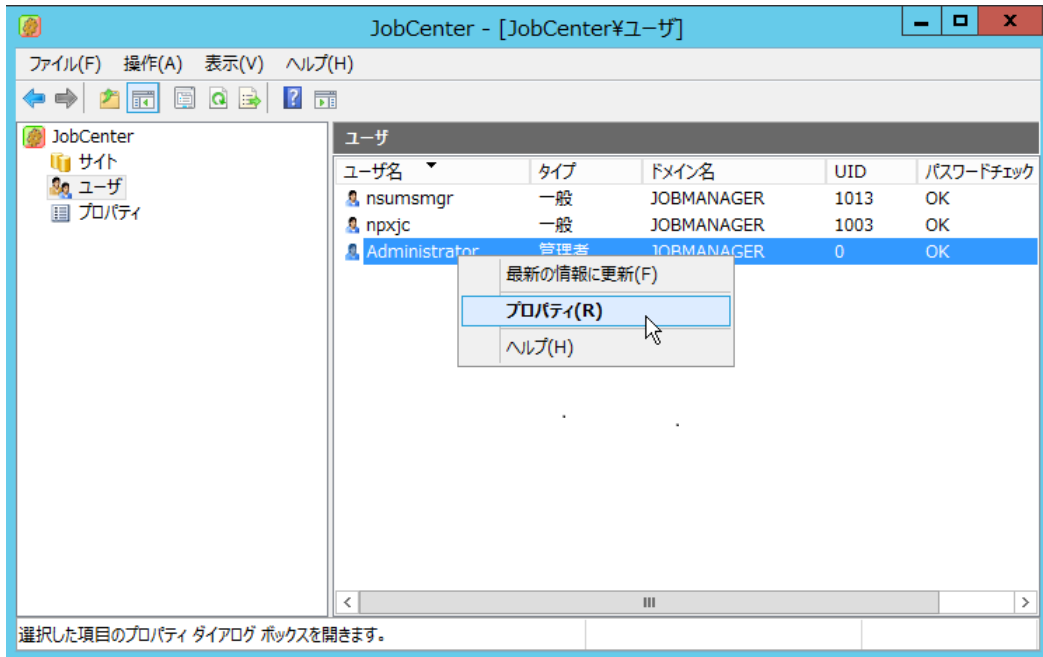 JobCenter - [JobCenter¥ユーザ]
ファイル(F) 操作(A) 表示(V) ヘルプ(H)
JobCenter
サイト
ユーザ
プロパティ
ユーザ
ユーザ名 タイプ ドメイン名 UID パスワードチェック
nsumsmgr 一般 JOBMANAGER 1013 OK
npxjc 一般 JOBMANAGER 1003 OK
Administrator 管理者 JOBMANAGER 0 OK
最新の情報に更新(F)
プロパティ(R)
ヘルプ(H)
選択した項目のプロパティ ダイアログ ボックスを開きます。